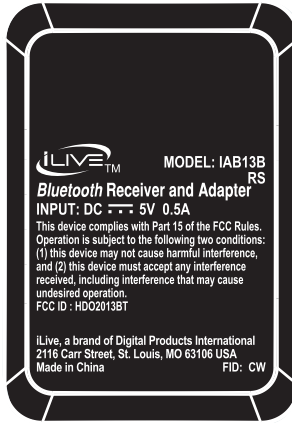 iLIVE™ MODEL: IAB13B
RS
Bluetooth Receiver and Adapter
INPUT: DC ⎓ 5V 0.5A
This device complies with Part 15 of the FCC Rules.
Operation is subject to the following two conditions:
(1) this device may not cause harmful interference,
and (2) this device must accept any interference
received, including interference that may cause
undesired operation.
FCC ID : HDO2013BT
iLive, a brand of Digital Products International
2116 Carr Street, St. Louis, MO 63106 USA
Made in China FID: CW